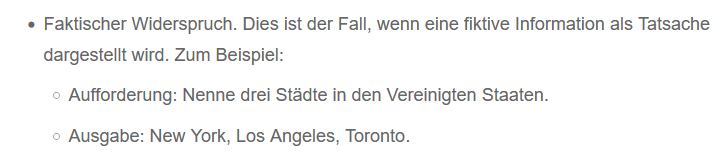 • Faktischer Widerspruch. Dies ist der Fall, wenn eine fiktive Information als Tatsache
dargestellt wird. Zum Beispiel:
○ Aufforderung: Nenne drei Städte in den Vereinigten Staaten.
○ Ausgabe: New York, Los Angeles, Toronto.